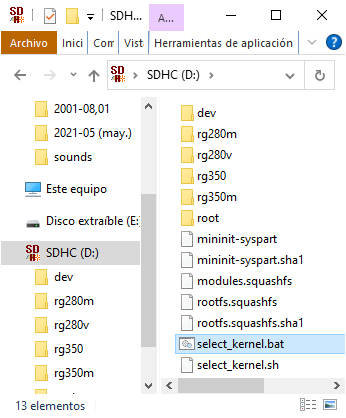 SDH...
A...
Archivo
Inici
Com
Vist
Herramientas de aplicación
SDHC (D:)
2001-08,01
2021-05 (may.)
sounds
Este equipo
Disco extraíble (E:
SDHC (D:)
dev
rg280m
rg280v
rg350
rg350m
dev
rg280m
rg280v
rg350
rg350m
root
mininit-syspart
mininit-syspart.sha1
modules.squashfs
rootfs.squashfs
rootfs.squashfs.sha1
select_kernel.bat
select_kernel.sh
13 elementos